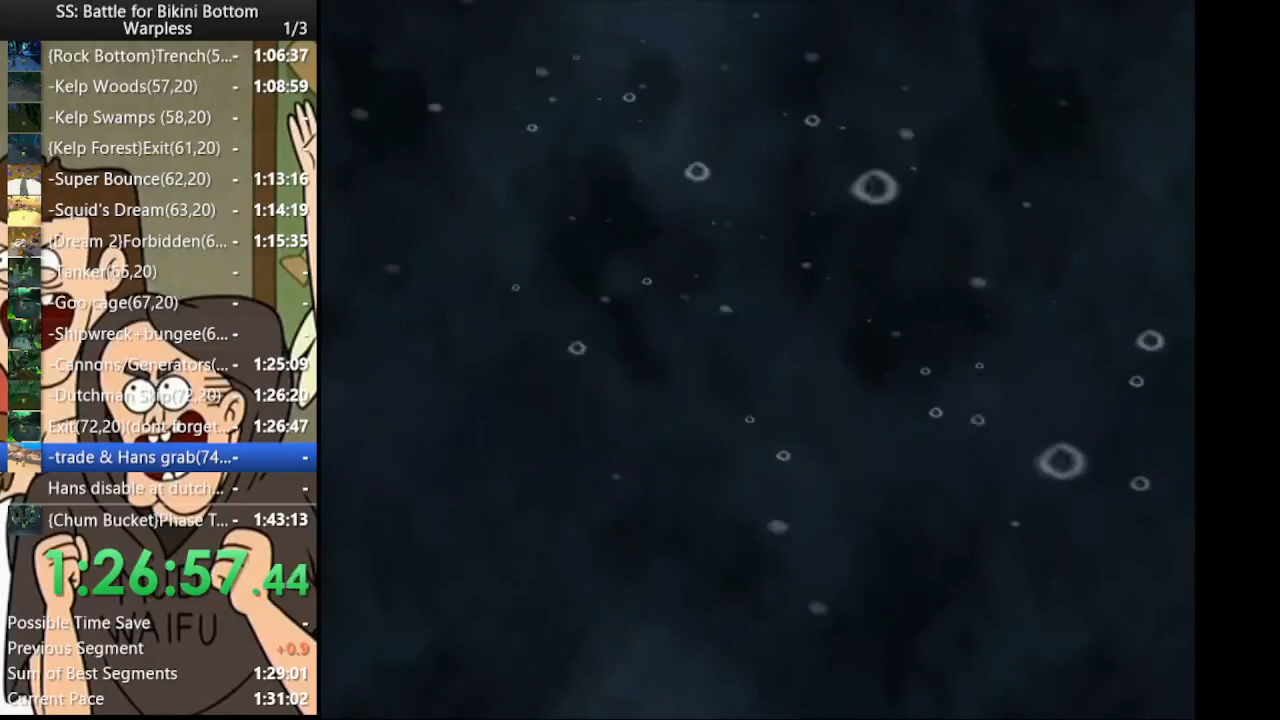 SS: Battle for Bikini Bottom
Warpless 1/3
{Rock Bottom}Trench(5...- 1:06:37
-Kelp Woods(57,20) - 1:08:59
-Kelp Swamps (58,20) - -
{Kelp Forest}Exit(61,20) - -
-Super Bounce(62,20) - 1:13:16
-Squid's Dream(63,20) - 1:14:19
{Dream 2}Forbidden(6... - 1:15:35
-Tanker(65,20) - -
-Goo cage(67,20) - -
-Shipwreck+bungee(6... - -
-Cannons/Generators(... - 1:25:09
-Dutchman Skip(72,20) - 1:26:20
Exit(72,20)(dont forget... - 1:26:47
-trade & Hans grab(74...- -
Hans disable at dutch... - -
{Chum Bucket}Phase T... - 1:43:13
1:26:57.44
WAIFU
Possible Time Save -
Previous Segment +0.9
Sum of Best Segments 1:29:01
Current Pace 1:31:02